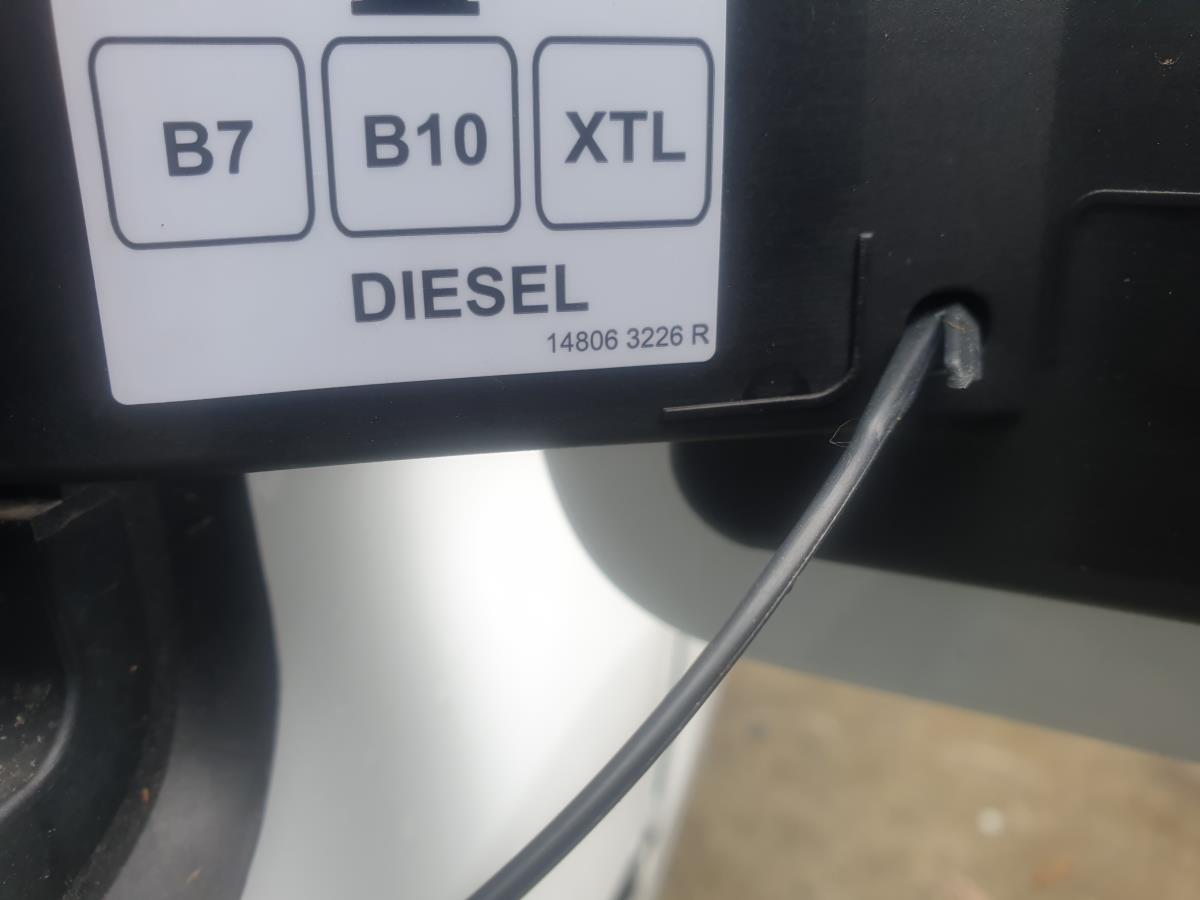 B7 B10 XTL
DIESEL
14806 3226 R